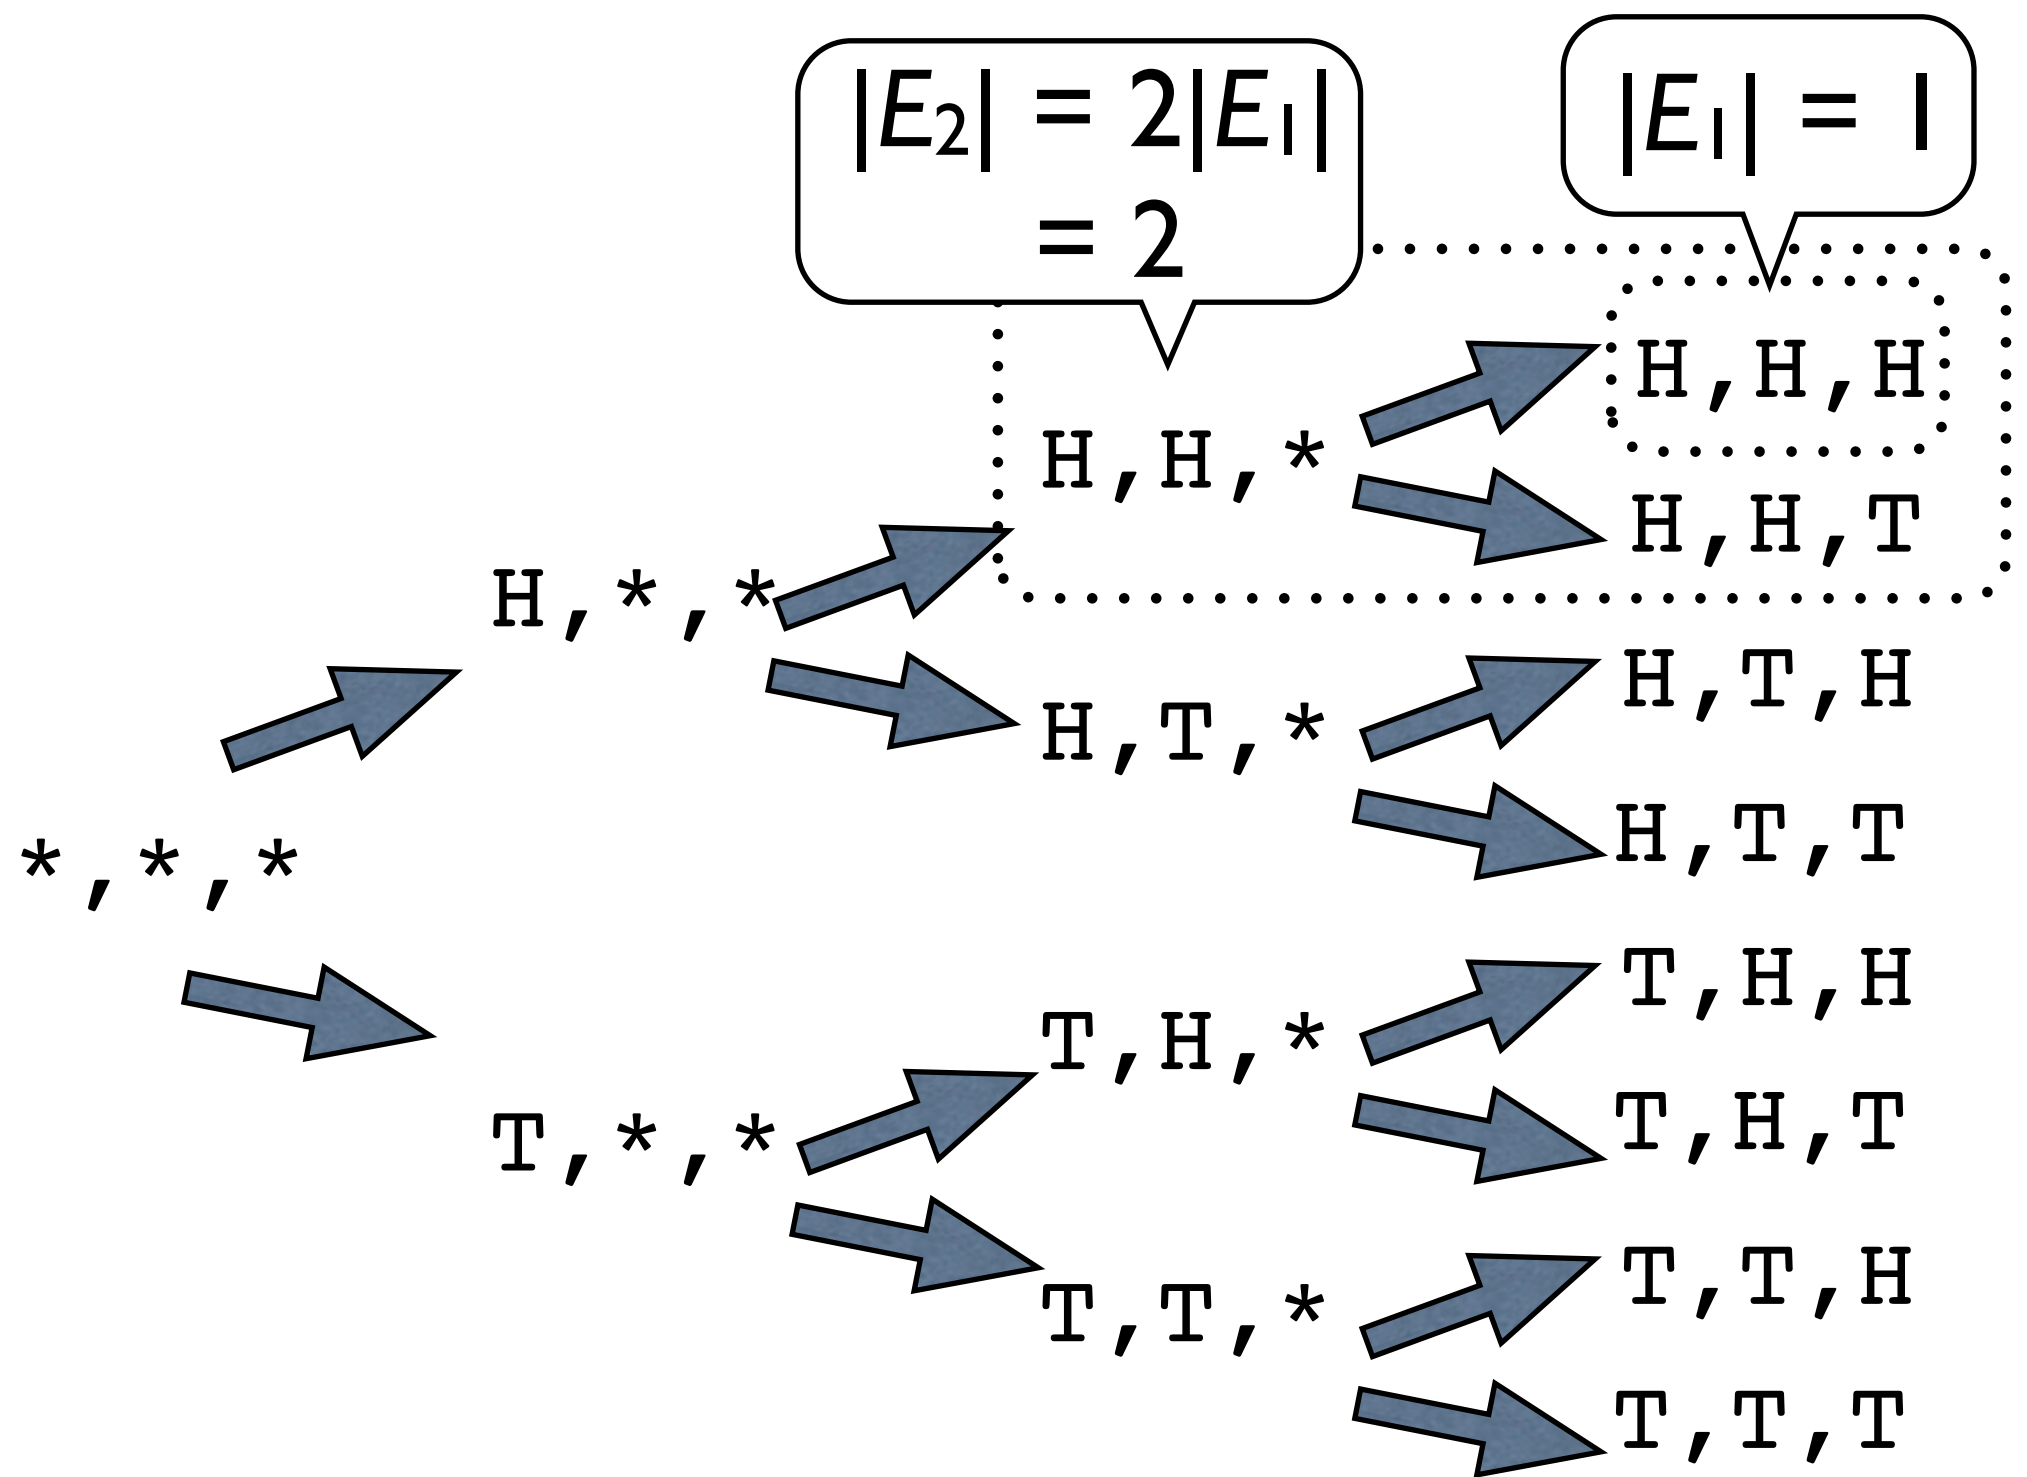 |E₂| = 2|E₁|
= 2
|E₁| = 1
H,H,H
H,H,*
H,H,T
H,*,*
H,T,H
H,T,*
H,T,T
*,*,*
T,H,H
T,H,*
T,H,T
T,*,*
T,T,H
T,T,*
T,T,T